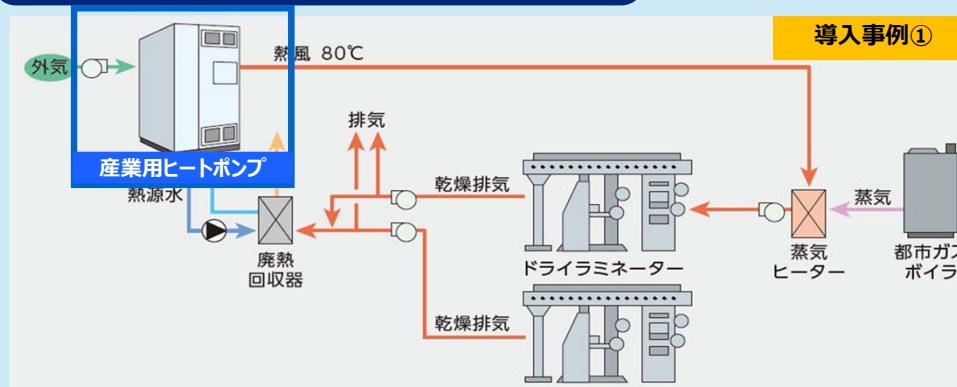 導入事例①
外気
熱風 80℃
産業用ヒートポンプ
排気
熱源水
乾燥排気
蒸気
廃熱
回収器
ドライラミネーター
蒸気
ヒーター
都市ガス
ボイラ
乾燥排気